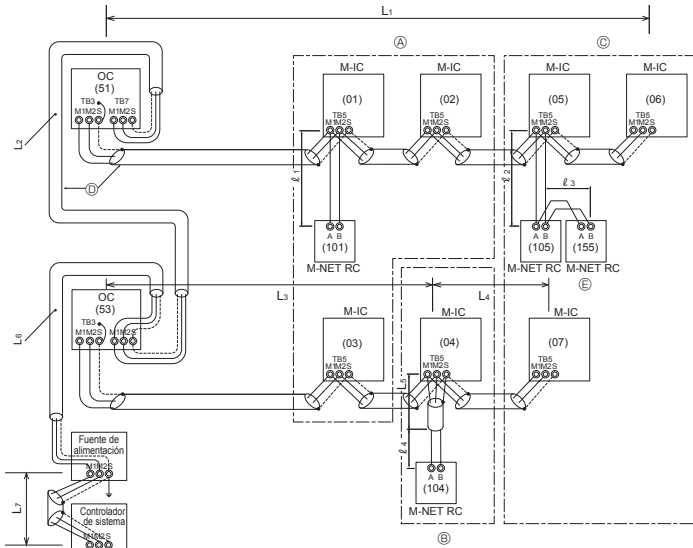 L1
Ⓐ
Ⓒ
M-IC
M-IC
M-IC
M-IC
OC
(51)
TB3
TB7
M1M2S
M1M2S
(01)
TB5
M1M2S
(02)
TB5
M1M2S
(05)
TB5
M1M2S
(06)
TB5
M1M2S
L2
Ⓓ
ℓ1
ℓ2
ℓ3
A B
(101)
M-NET RC
A B
(105)
M-NET RC
A B
(155)
M-NET RC
Ⓔ
L3
L4
OC
(53)
TB3
M1M2S
M1M2S
L6
M-IC
(03)
TB5
M1M2S
M-IC
(04)
TB5
M1M2S
M-IC
(07)
TB5
M1M2S
L5
ℓ4
A B
(104)
M-NET RC
Ⓑ
Fuente de
alimentación
M1M2S
L7
Controlador
de sistema
M1M2S